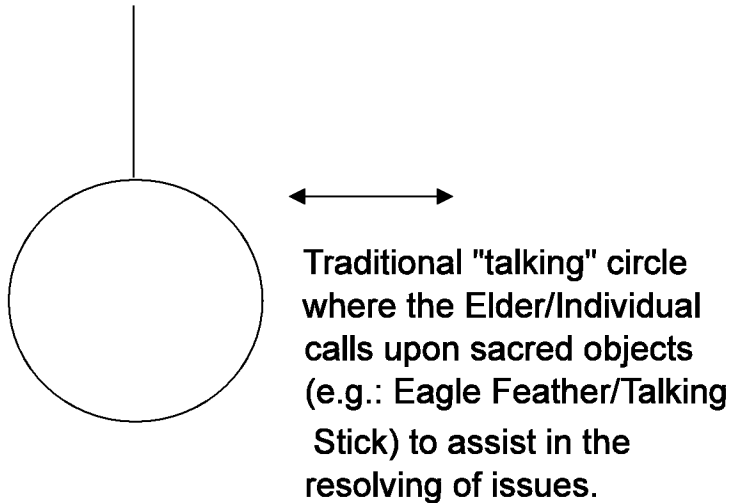 Traditional "talking" circle
where the Elder/Individual
calls upon sacred objects
(e.g.: Eagle Feather/Talking
Stick) to assist in the
resolving of issues.